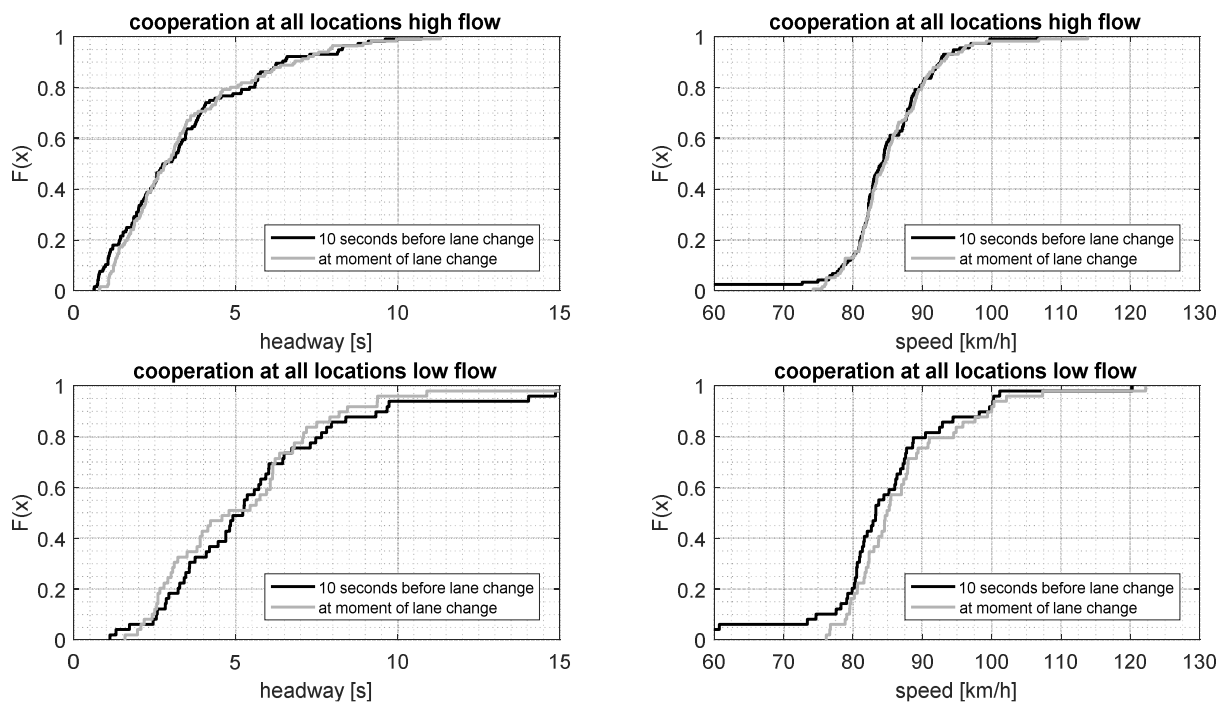 cooperation at all locations high flow
1
0.8
0.6
0.4
0.2
0
F(x)
10 seconds before lane change
at moment of lane change
0 5 10 15
headway [s]
cooperation at all locations high flow
1
0.8
0.6
0.4
0.2
0
F(x)
10 seconds before lane change
at moment of lane change
60 70 80 90 100 110 120 130
speed [km/h]
cooperation at all locations low flow
1
0.8
0.6
0.4
0.2
0
F(x)
10 seconds before lane change
at moment of lane change
0 5 10 15
headway [s]
cooperation at all locations low flow
1
0.8
0.6
0.4
0.2
0
F(x)
10 seconds before lane change
at moment of lane change
60 70 80 90 100 110 120 130
speed [km/h]